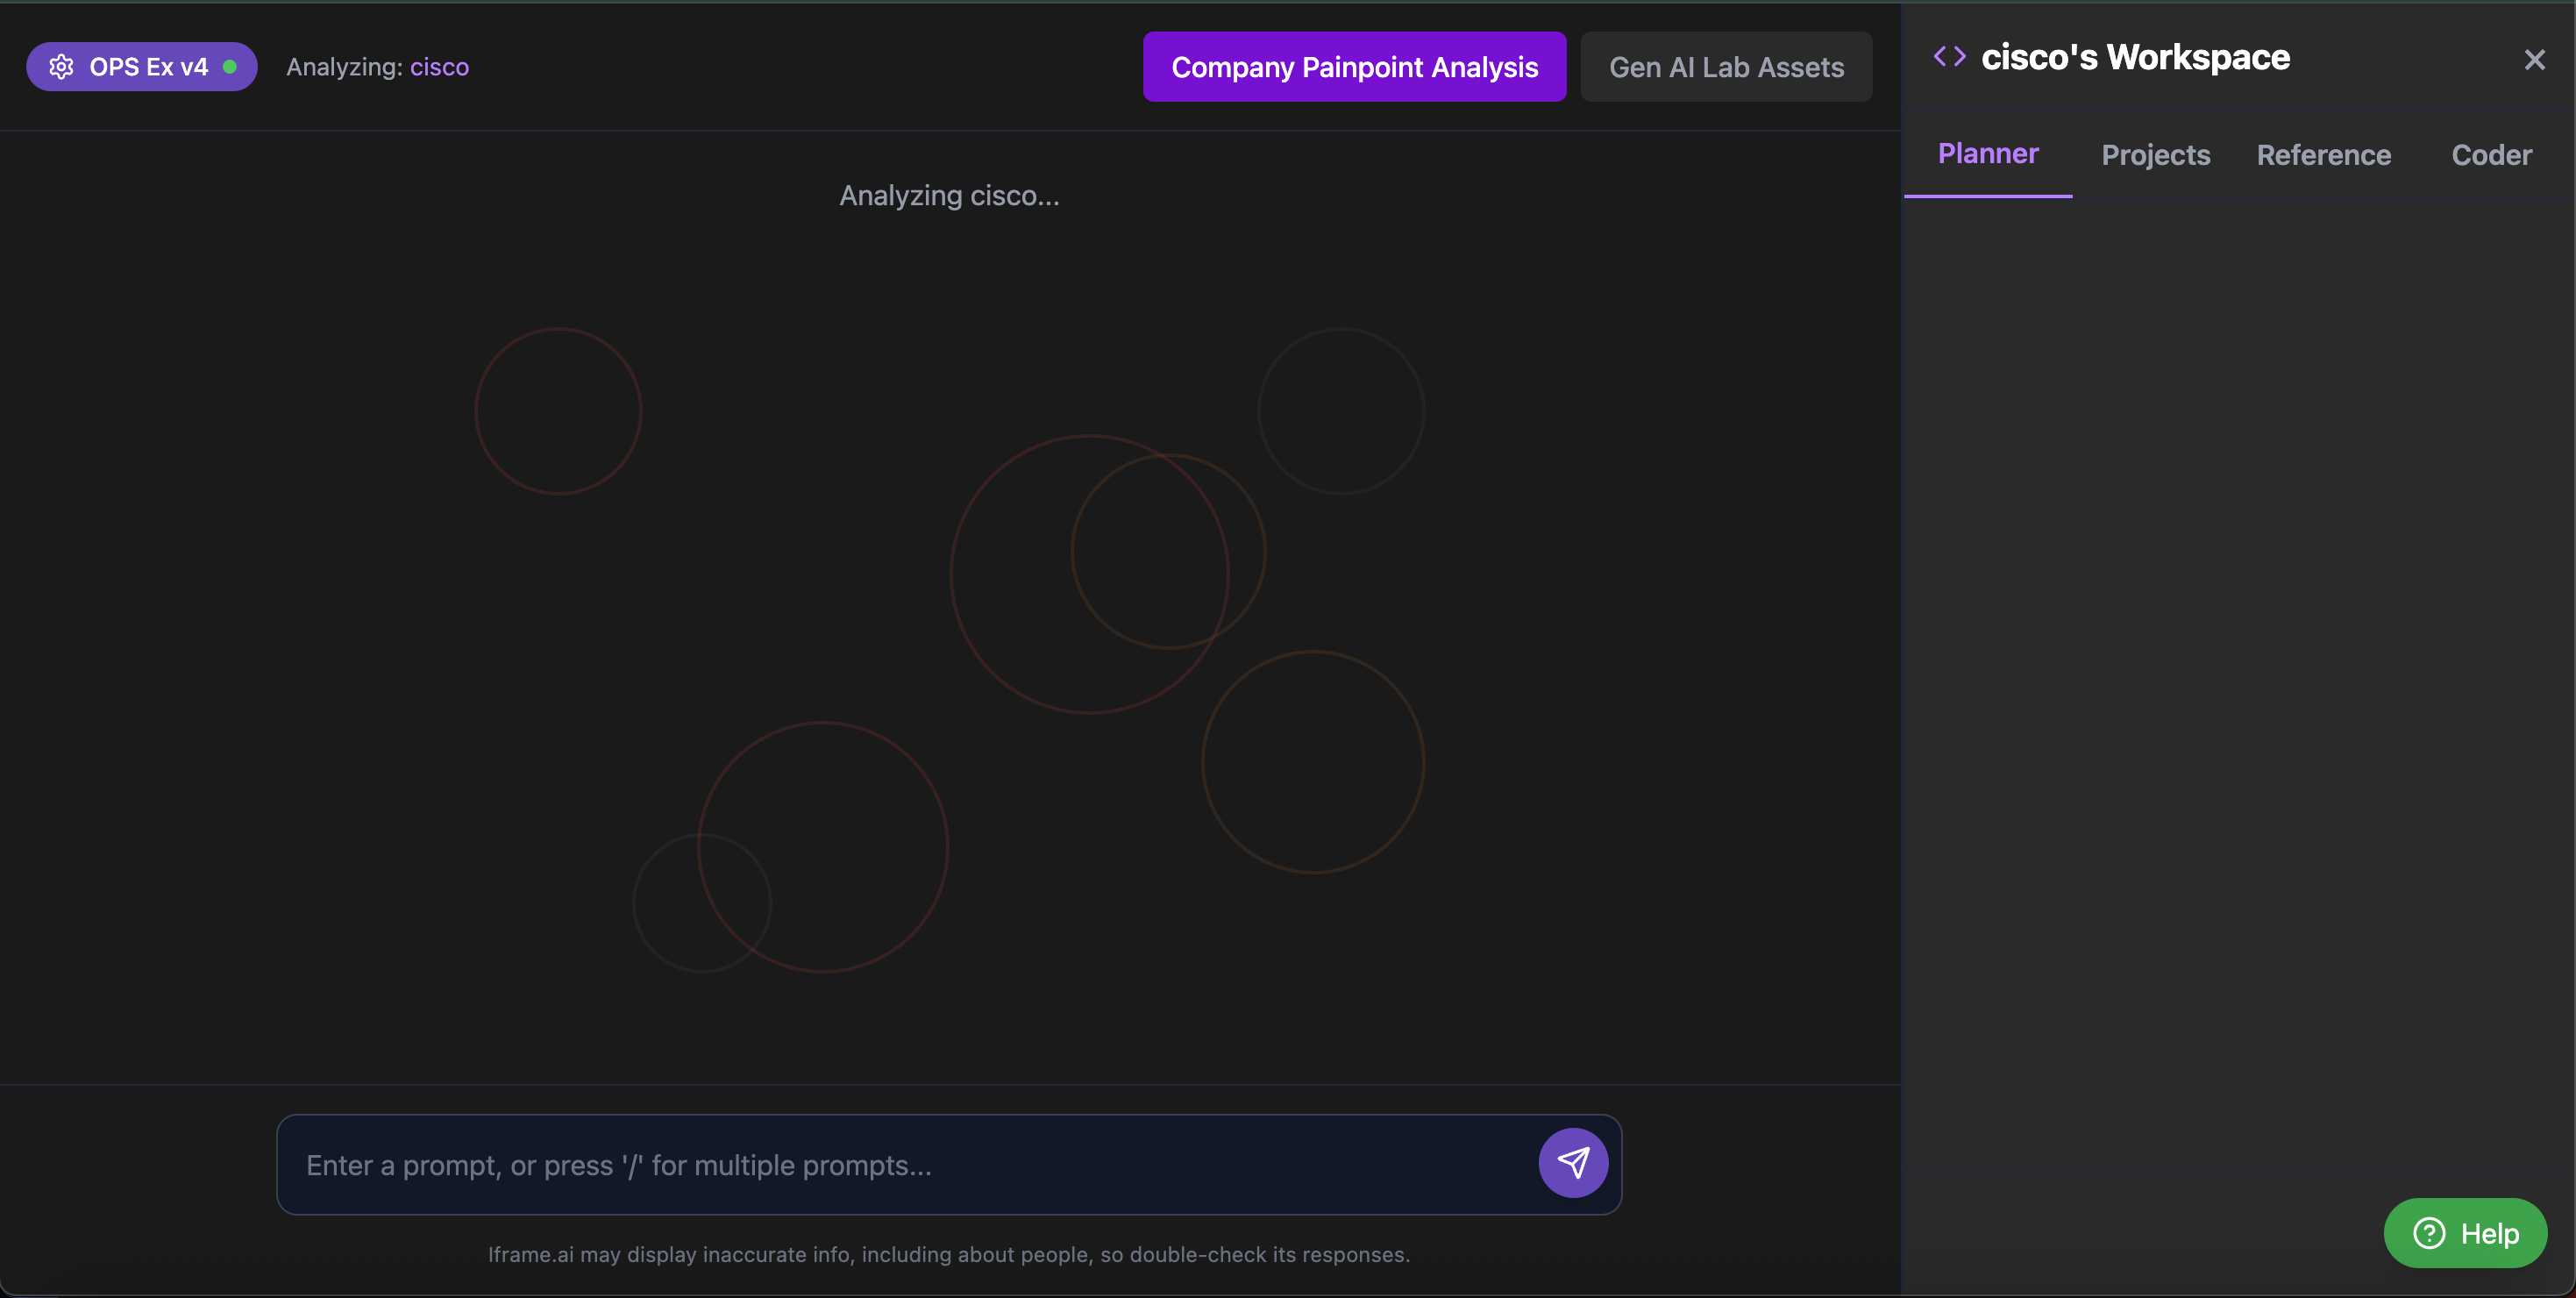 OPS Ex v4
Analyzing: cisco
Company Painpoint Analysis
Gen AI Lab Assets
cisco's Workspace
Planner
Projects
Reference
Coder
Analyzing cisco...
Enter a prompt, or press '/' for multiple prompts...
Iframe.ai may display inaccurate info, including about people, so double-check its responses.
Help